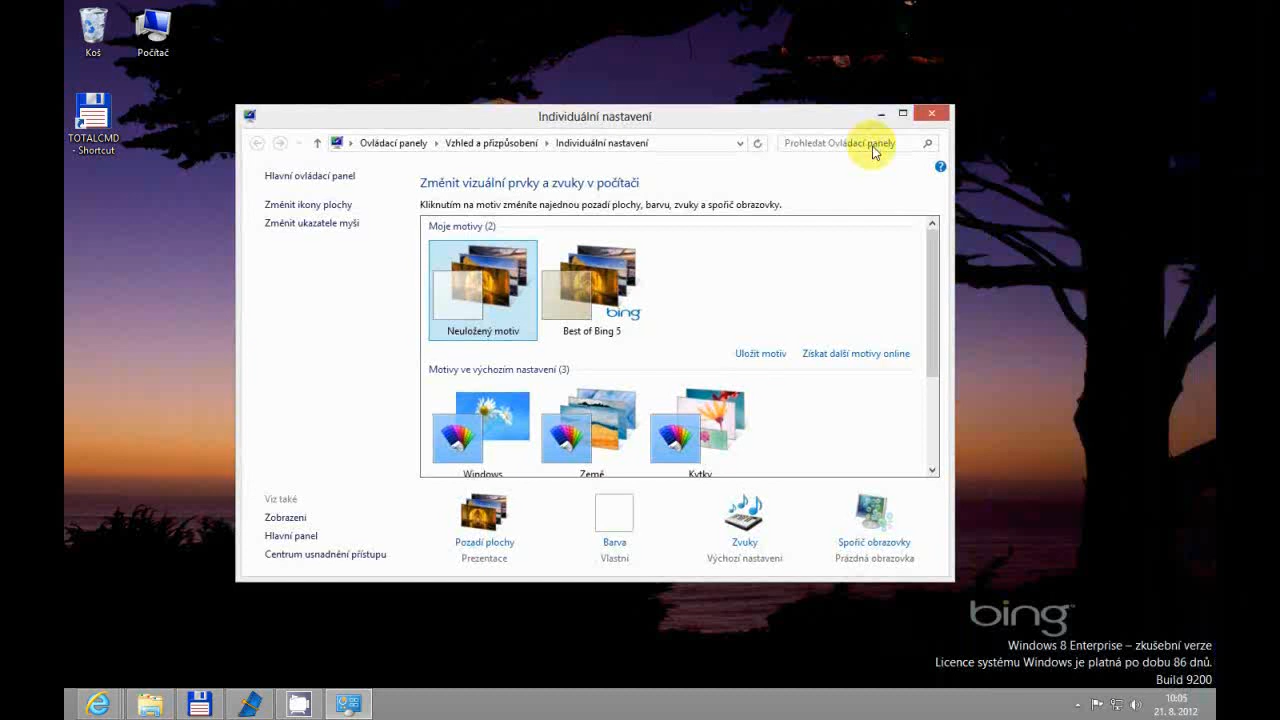 Koš
Počítač
TOTALCMD
- Shortcut
Individuální nastavení
Ovládací panely
Vzhled a přizpůsobení
Individuální nastavení
Prohledat Ovládací panely
Hlavní ovládací panel
Změnit ikony plochy
Změnit ukazatele myši
Změnit vizuální prvky a zvuky v počítači
Kliknutím na motiv změníte najednou pozadí plochy, barvu, zvuky a spořič obrazovky.
Moje motivy (2)
bing
Neuložený motiv
Best of Bing 5
Uložit motiv
Získat další motivy online
Motivy ve výchozím nastavení (3)
Windows
Země
Kytky
Viz také
Zobrazení
Hlavní panel
Centrum usnadnění přístupu
Pozadí plochy
Prezentace
Barva
Vlastní
Zvuky
Výchozí nastavení
Spořič obrazovky
Prázdná obrazovka
bing
Windows 8 Enterprise – zkušební verze
Licence systému Windows je platná po dobu 86 dnů.
Build 9200
10:05
21. 8. 2012